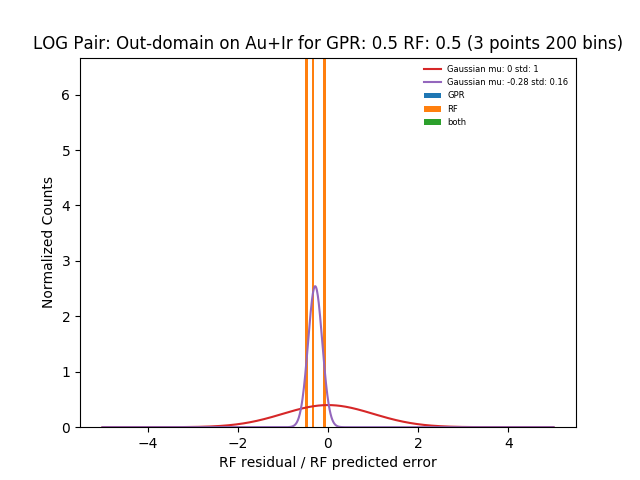 LOG Pair: Out-domain on Au+Ir for GPR: 0.5 RF: 0.5 (3 points 200 bins)
Gaussian mu: 0 std: 1
Gaussian mu: -0.28 std: 0.16
GPR
RF
both
Normalized Counts
6
5
4
3
2
1
0
−4 −2 0 2 4
RF residual / RF predicted error